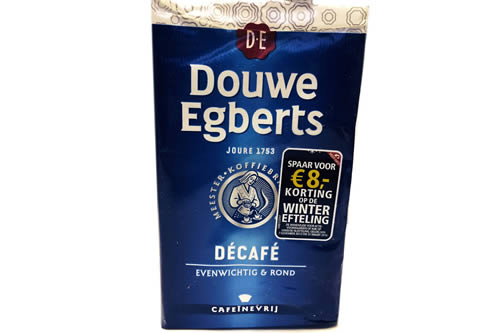 D·E
Douwe
Egberts
JOURE 1753
MEESTER·KOFFIEBR
SPAAR VOOR
€8,-
KORTING
OP DE
WINTER
EFTELING
DÉCAFÉ
EVENWICHTIG & ROND
CAFEÏNEVRIJ